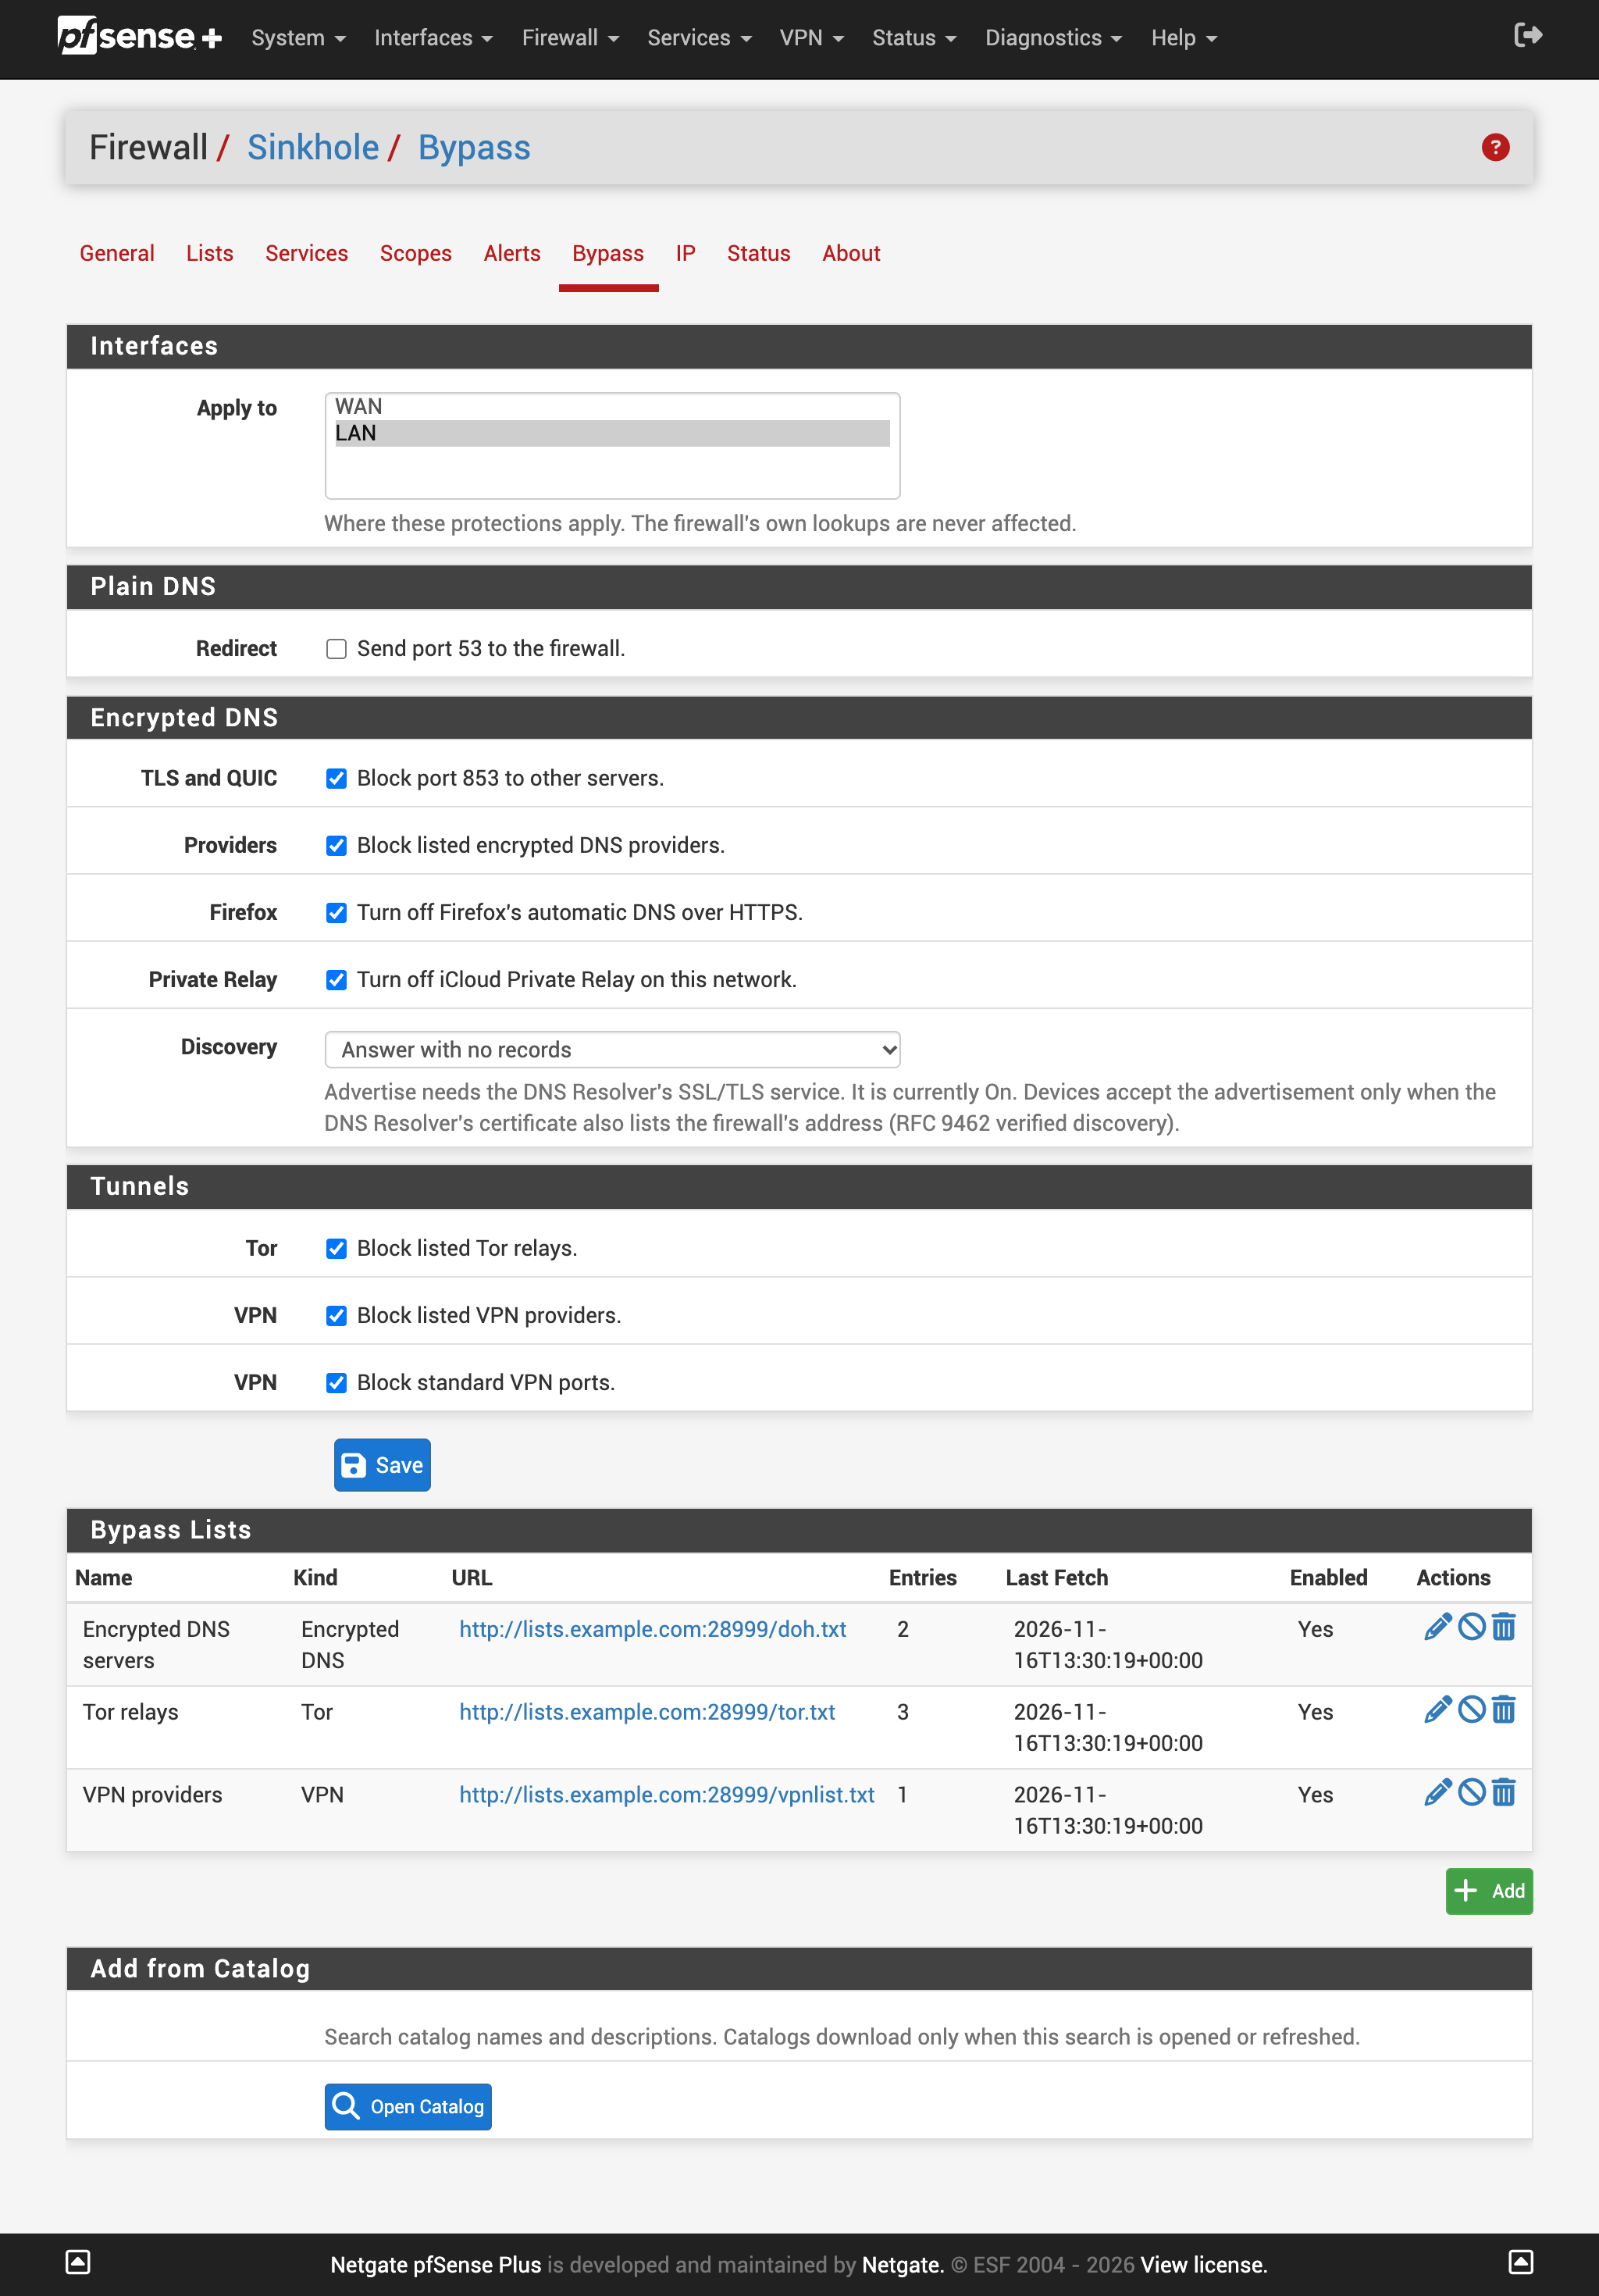 pfsense +
System
Interfaces
Firewall
Services
VPN
Status
Diagnostics
Help
Firewall / Sinkhole / Bypass
?
General
Lists
Services
Scopes
Alerts
Bypass
IP
Status
About
Interfaces
Apply to
WAN
LAN
Where these protections apply. The firewall's own lookups are never affected.
Plain DNS
Redirect
Send port 53 to the firewall.
Encrypted DNS
TLS and QUIC
Block port 853 to other servers.
Providers
Block listed encrypted DNS providers.
Firefox
Turn off Firefox's automatic DNS over HTTPS.
Private Relay
Turn off iCloud Private Relay on this network.
Discovery
Answer with no records
Advertise needs the DNS Resolver's SSL/TLS service. It is currently On. Devices accept the advertisement only when the
DNS Resolver's certificate also lists the firewall's address (RFC 9462 verified discovery).
Tunnels
Tor
Block listed Tor relays.
VPN
Block listed VPN providers.
VPN
Block standard VPN ports.
Save
Bypass Lists
Name Kind URL Entries Last Fetch Enabled Actions
Encrypted DNS Encrypted http://lists.example.com:28999/doh.txt 2 2026-11- Yes
servers DNS 16T13:30:19+00:00
Tor relays Tor http://lists.example.com:28999/tor.txt 3 2026-11- Yes
16T13:30:19+00:00
VPN providers VPN http://lists.example.com:28999/vpnlist.txt 1 2026-11- Yes
16T13:30:19+00:00
Add
Add from Catalog
Search catalog names and descriptions. Catalogs download only when this search is opened or refreshed.
Open Catalog
Netgate pfSense Plus is developed and maintained by Netgate. © ESF 2004 - 2026 View license.